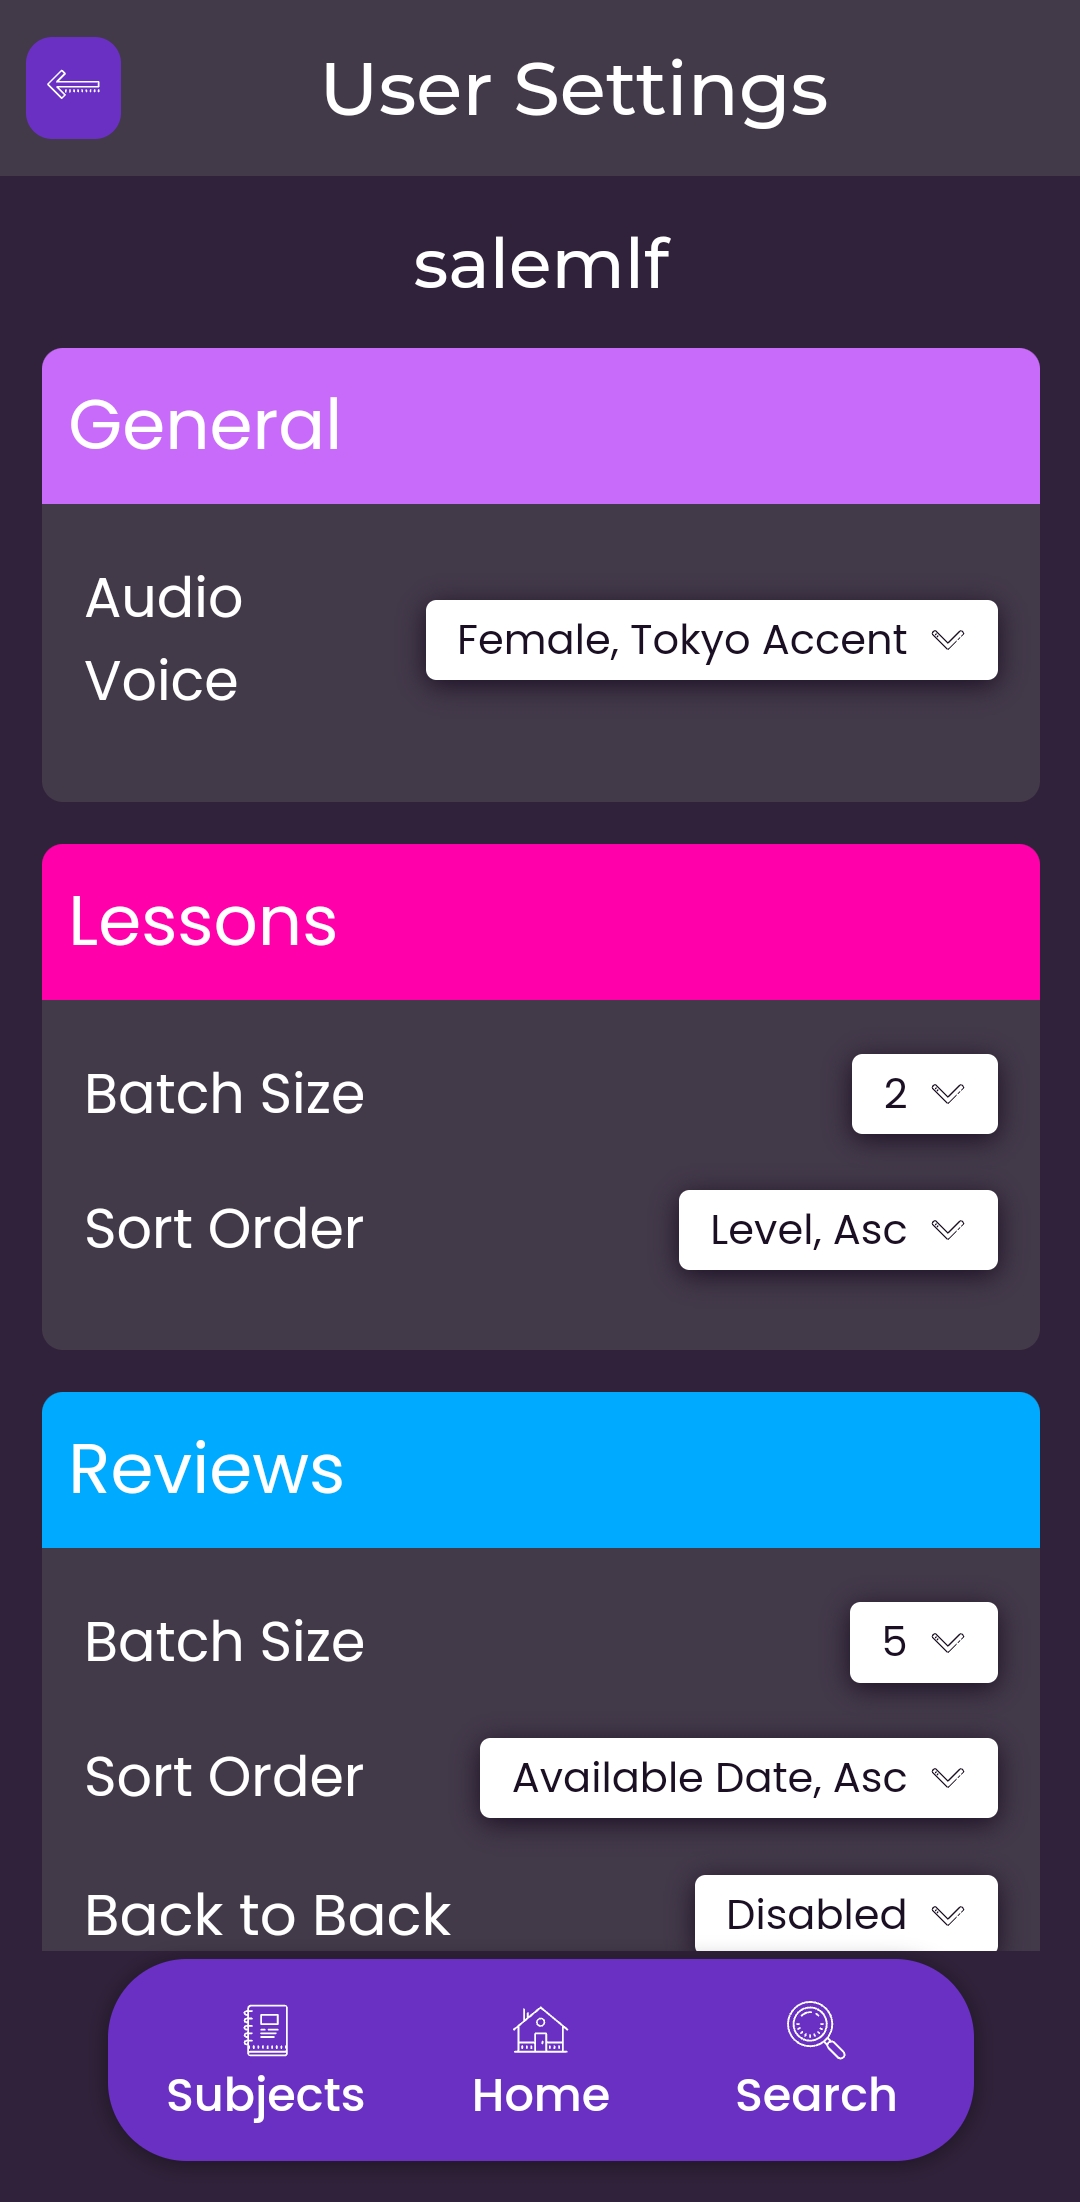 User Settings
salemlf
General
Audio
Voice
Female, Tokyo Accent
Lessons
Batch Size
2
Sort Order
Level, Asc
Reviews
Batch Size
5
Sort Order
Available Date, Asc
Back to Back
Disabled
Subjects
Home
Search